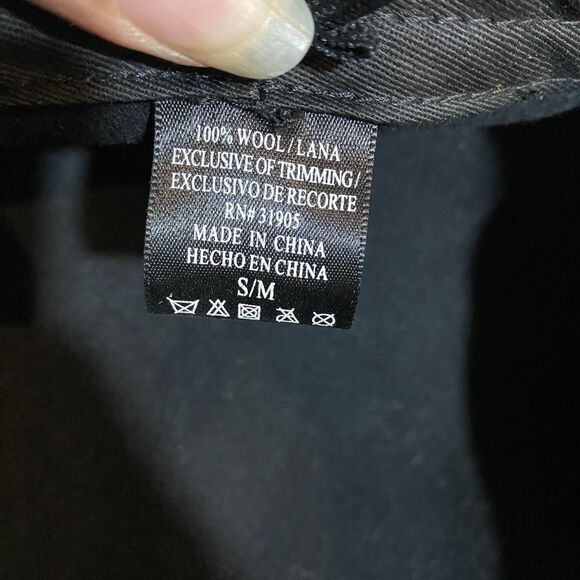 100% WOOL / LANA
EXCLUSIVE OF TRIMMING /
EXCLUSIVO DE RECORTE
RN# 31905
MADE IN CHINA
HECHO EN CHINA
S/M